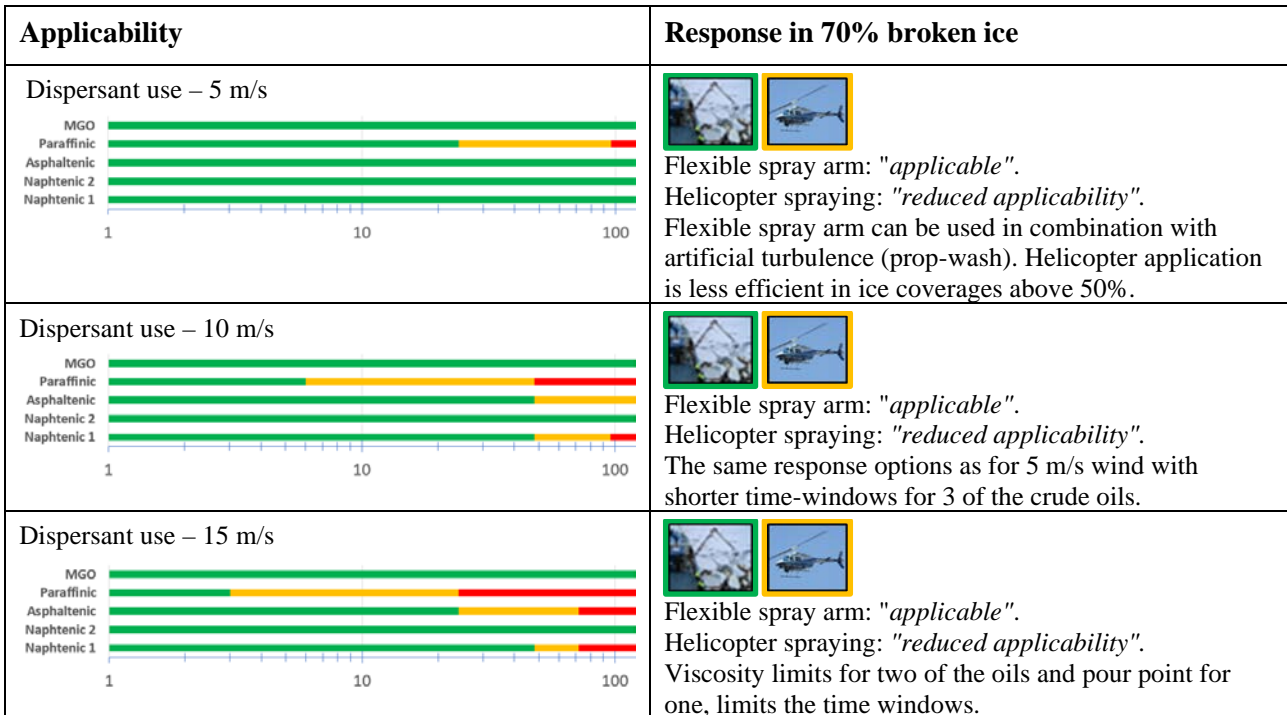 Applicability
Response in 70% broken ice
Dispersant use – 5 m/s
MGO
Paraffinic
Asphaltenic
Naphtenic 2
Naphtenic 1
1 10 100
Flexible spray arm: "applicable".
Helicopter spraying: "reduced applicability".
Flexible spray arm can be used in combination with
artificial turbulence (prop-wash). Helicopter application
is less efficient in ice coverages above 50%.
Dispersant use – 10 m/s
MGO
Paraffinic
Asphaltenic
Naphtenic 2
Naphtenic 1
1 10 100
Flexible spray arm: "applicable".
Helicopter spraying: "reduced applicability".
The same response options as for 5 m/s wind with
shorter time-windows for 3 of the crude oils.
Dispersant use – 15 m/s
MGO
Paraffinic
Asphaltenic
Naphtenic 2
Naphtenic 1
1 10 100
Flexible spray arm: "applicable".
Helicopter spraying: "reduced applicability".
Viscosity limits for two of the oils and pour point for
one, limits the time windows.